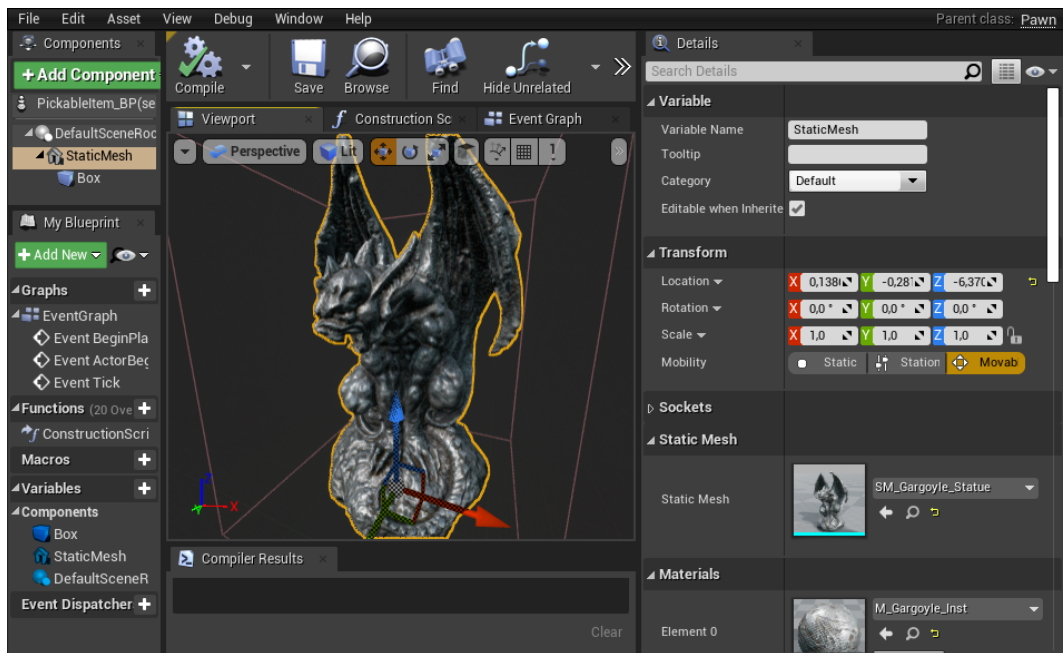 File Edit Asset View Debug Window Help Parent class: Pawn
Components
+ Add Component
PickableItem_BP(se
DefaultSceneRoo
StaticMesh
Box
My Blueprint
+ Add New
Graphs
EventGraph
Event BeginPla
Event ActorBeg
Event Tick
Functions (20 Ove
ConstructionScri
Macros
Variables
Components
Box
StaticMesh
DefaultSceneR
Event Dispatcher
Compile Save Browse Find Hide Unrelated
Viewport Construction Sc Event Graph
Perspective Lit
Z X Y
Compiler Results
Clear
Details
Search Details
Variable
Variable Name StaticMesh
Tooltip
Category Default
Editable when Inherite
Transform
Location X 0,138 Y -0,281 Z -6,370
Rotation X 0,0 ° Y 0,0 ° Z 0,0 °
Scale X 1,0 Y 1,0 Z 1,0
Mobility Static Station Movab
Sockets
Static Mesh
Static Mesh SM_Gargoyle_Statue
Materials
Element 0 M_Gargoyle_Inst